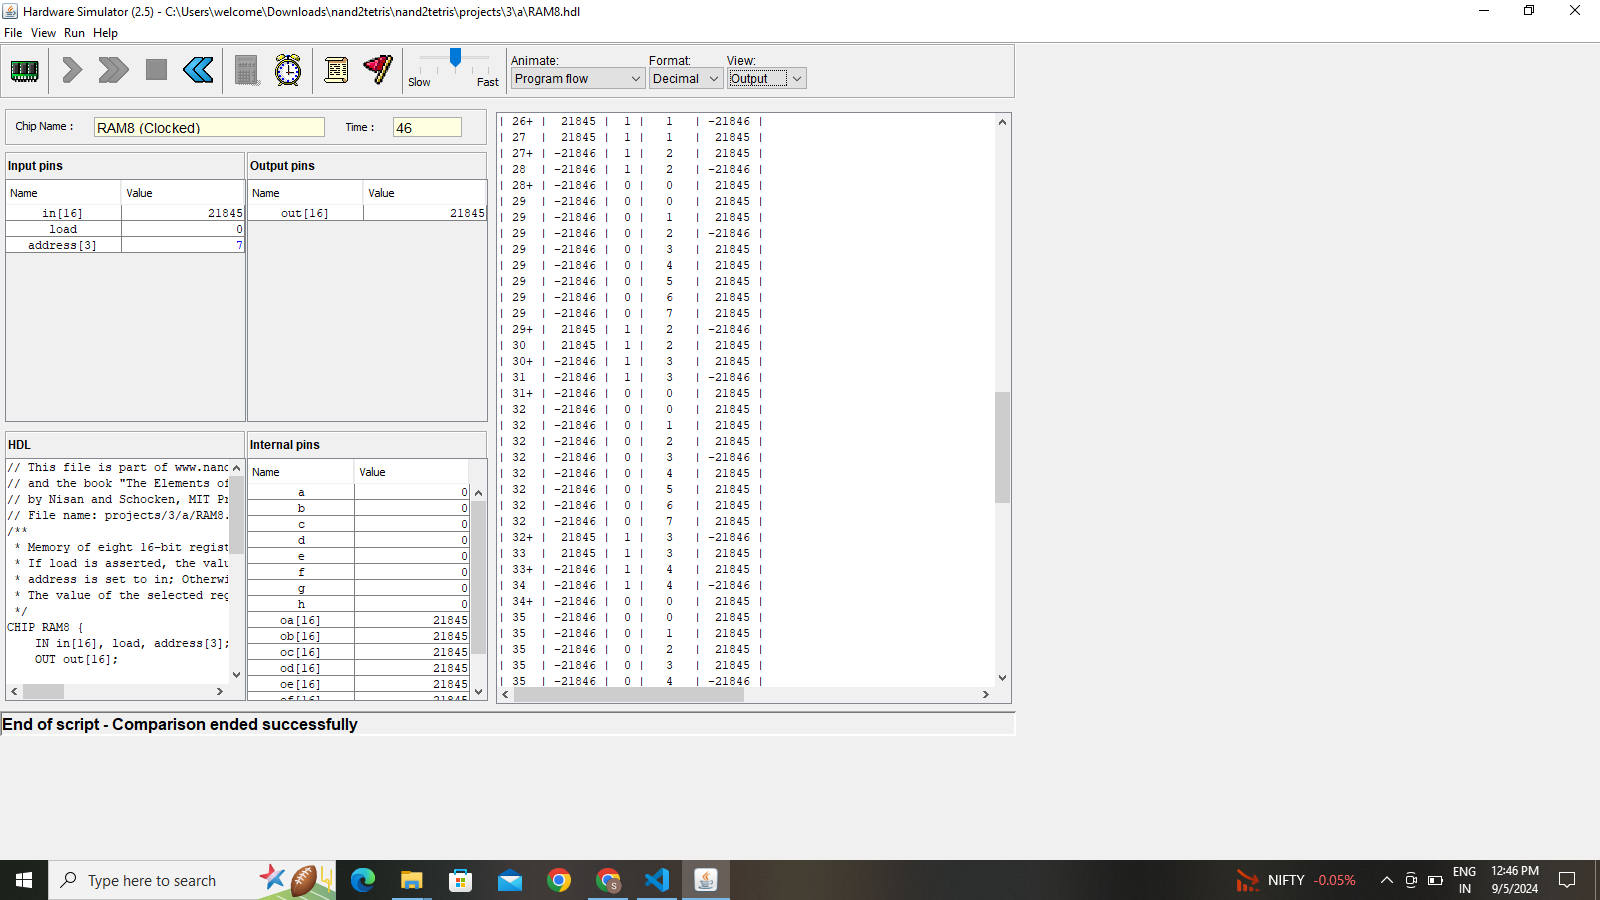 Hardware Simulator (2.5) - C:\Users\welcome\Downloads\nand2tetris\nand2tetris\projects\3\a\RAM8.hdl
File View Run Help
Slow Fast
Animate: Format: View:
Program flow Decimal Output
Chip Name : RAM8 (Clocked) Time : 46
Input pins
Name Value
in[16] 21845
load 0
address[3] 7
Output pins
Name Value
out[16] 21845
HDL
// This file is part of www.nand
// and the book "The Elements of
// by Nisan and Schocken, MIT Pr
// File name: projects/3/a/RAM8.
/**
* Memory of eight 16-bit regist
* If load is asserted, the valu
* address is set to in; Otherwi
* The value of the selected reg
*/
CHIP RAM8 {
IN in[16], load, address[3];
OUT out[16];
Internal pins
Name Value
a 0
b 0
c 0
d 0
e 0
f 0
g 0
h 0
oa[16] 21845
ob[16] 21845
oc[16] 21845
od[16] 21845
oe[16] 21845
of[16] 21845
| 26+ | 21845 | 1 | 1 | -21846 |
| 27 | 21845 | 1 | 1 | 21845 |
| 27+ | -21846 | 1 | 2 | 21845 |
| 28 | -21846 | 1 | 2 | -21846 |
| 28+ | -21846 | 0 | 0 | 21845 |
| 29 | -21846 | 0 | 0 | 21845 |
| 29 | -21846 | 0 | 1 | 21845 |
| 29 | -21846 | 0 | 2 | -21846 |
| 29 | -21846 | 0 | 3 | 21845 |
| 29 | -21846 | 0 | 4 | 21845 |
| 29 | -21846 | 0 | 5 | 21845 |
| 29 | -21846 | 0 | 6 | 21845 |
| 29 | -21846 | 0 | 7 | 21845 |
| 29+ | 21845 | 1 | 2 | -21846 |
| 30 | 21845 | 1 | 2 | 21845 |
| 30+ | -21846 | 1 | 3 | 21845 |
| 31 | -21846 | 1 | 3 | -21846 |
| 31+ | -21846 | 0 | 0 | 21845 |
| 32 | -21846 | 0 | 0 | 21845 |
| 32 | -21846 | 0 | 1 | 21845 |
| 32 | -21846 | 0 | 2 | 21845 |
| 32 | -21846 | 0 | 3 | -21846 |
| 32 | -21846 | 0 | 4 | 21845 |
| 32 | -21846 | 0 | 5 | 21845 |
| 32 | -21846 | 0 | 6 | 21845 |
| 32 | -21846 | 0 | 7 | 21845 |
| 32+ | 21845 | 1 | 3 | -21846 |
| 33 | 21845 | 1 | 3 | 21845 |
| 33+ | -21846 | 1 | 4 | 21845 |
| 34 | -21846 | 1 | 4 | -21846 |
| 34+ | -21846 | 0 | 0 | 21845 |
| 35 | -21846 | 0 | 0 | 21845 |
| 35 | -21846 | 0 | 1 | 21845 |
| 35 | -21846 | 0 | 2 | 21845 |
| 35 | -21846 | 0 | 3 | 21845 |
| 35 | -21846 | 0 | 4 | -21846 |
End of script - Comparison ended successfully
Type here to search
NIFTY -0.05%
ENG
IN
12:46 PM
9/5/2024